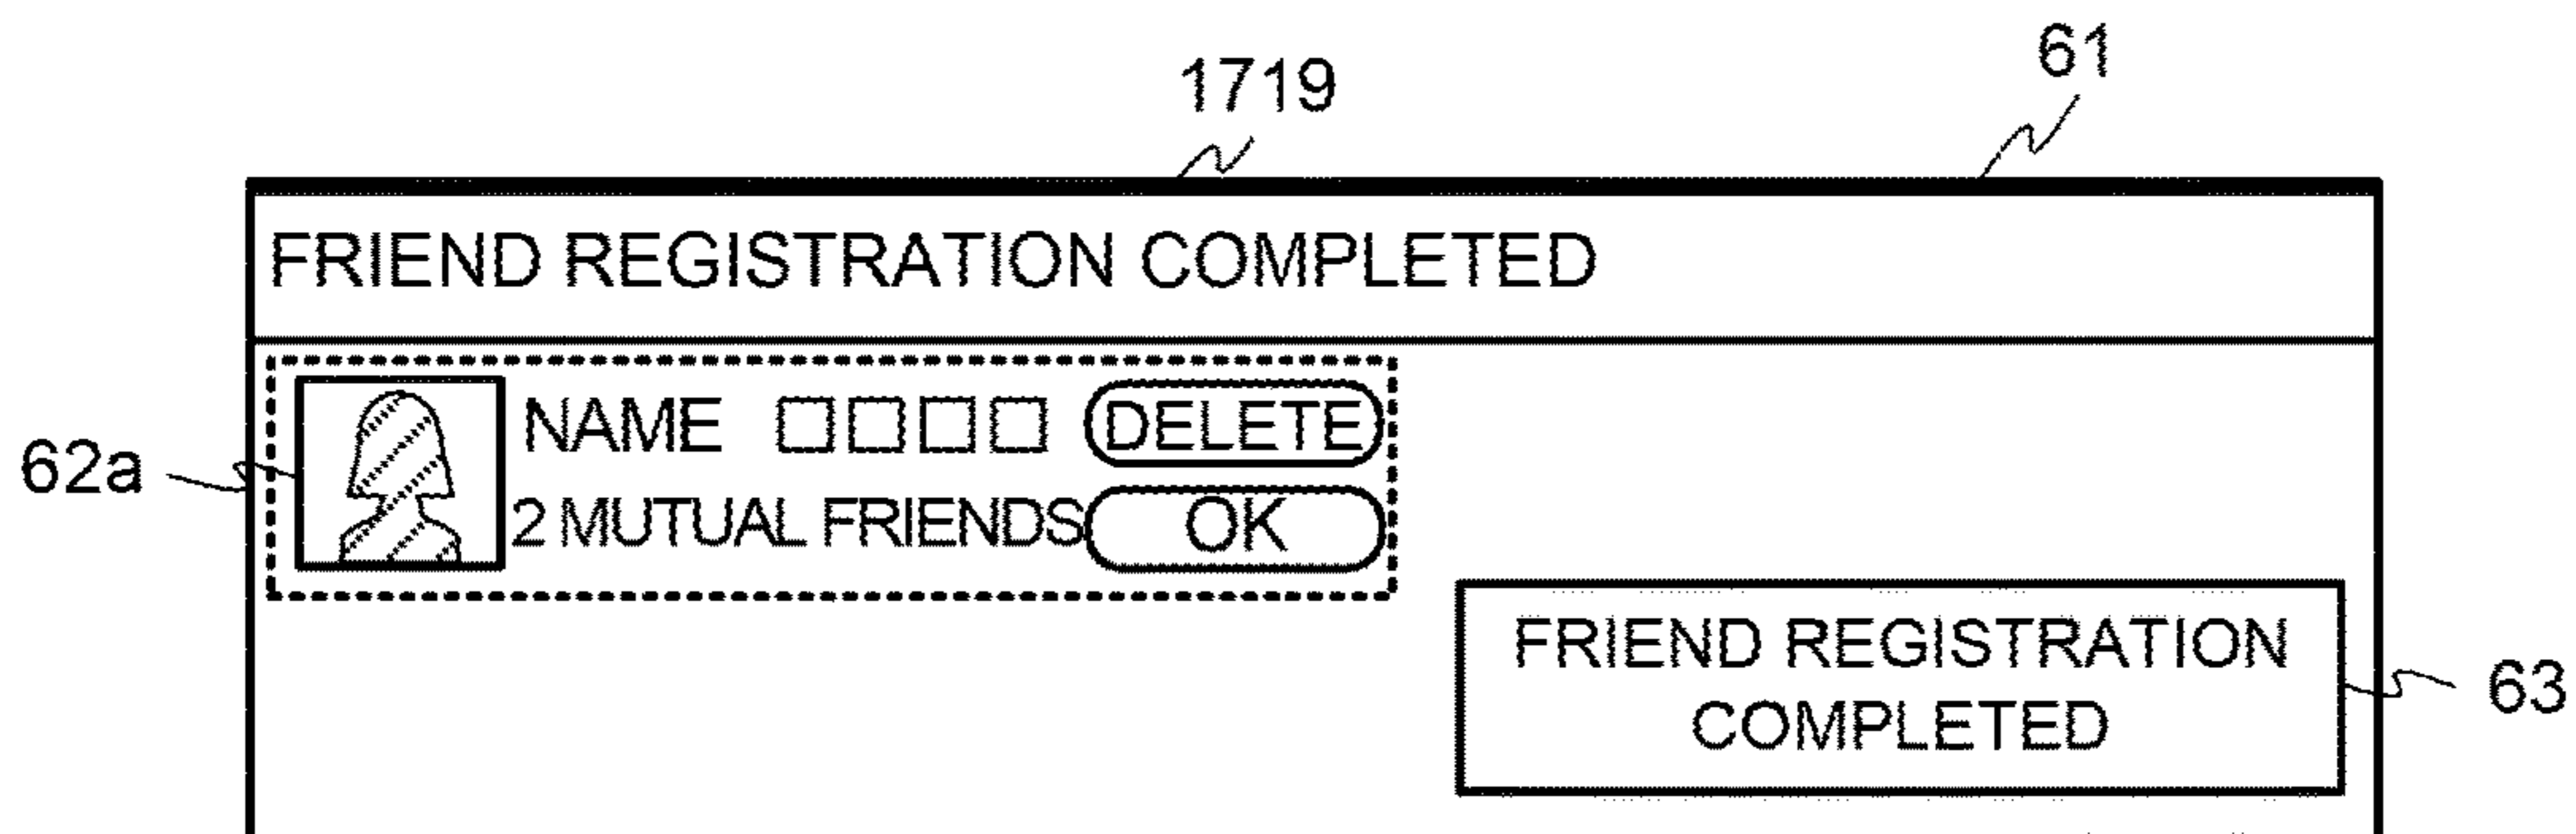 61
1719
FRIEND REGISTRATION COMPLETED
NAME □□□□ DELETE
62a
2 MUTUAL FRIENDS OK
FRIEND REGISTRATION
63
COMPLETED